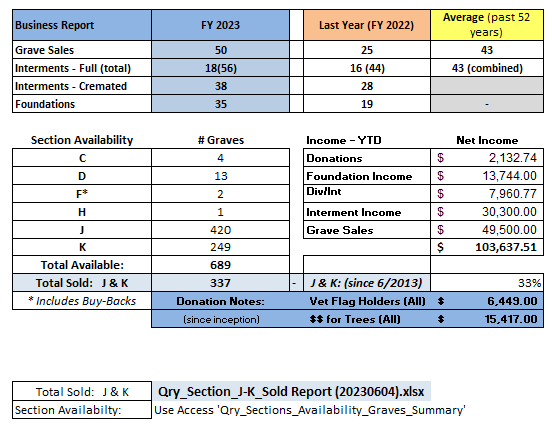 Business Report FY 2023 Last Year (FY 2022) Average (past 52 years)
Grave Sales 50 25 43
Interments - Full (total) 18(56) 16 (44) 43 (combined)
Interments - Cremated 38 28
Foundations 35 19 -
Section Availability # Graves Income - YTD Net Income
C 4 Donations $ 2,132.74
D 13 Foundation Income $ 13,744.00
F* 2 Div/Int $ 7,960.77
H 1 Interment Income $ 30,300.00
J 420 Grave Sales $ 49,500.00
K 249 $ 103,637.51
Total Available: 689
Total Sold: J & K 337 - J & K: (since 6/2013) 33%
* Includes Buy-Backs Donation Notes: Vet Flag Holders (All) $ 6,449.00
(since inception) $$ for Trees (All) $ 15,417.00
Total Sold: J & K Qry_Section_J-K_Sold Report (20230604).xlsx
Section Availabilty: Use Access 'Qry_Sections_Availability_Graves_Summary'